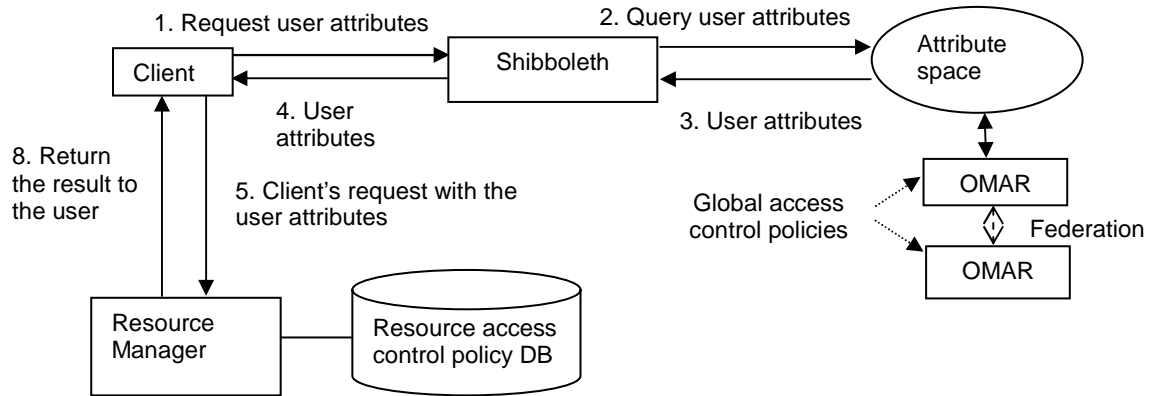 1. Request user attributes
2. Query user attributes
Client
Shibboleth
Attribute
space
4. User
attributes
3. User attributes
8. Return
the result to
the user
5. Client's request with the
user attributes
Global access
control policies
OMAR
Federation
OMAR
Resource
Manager
Resource access
control policy DB